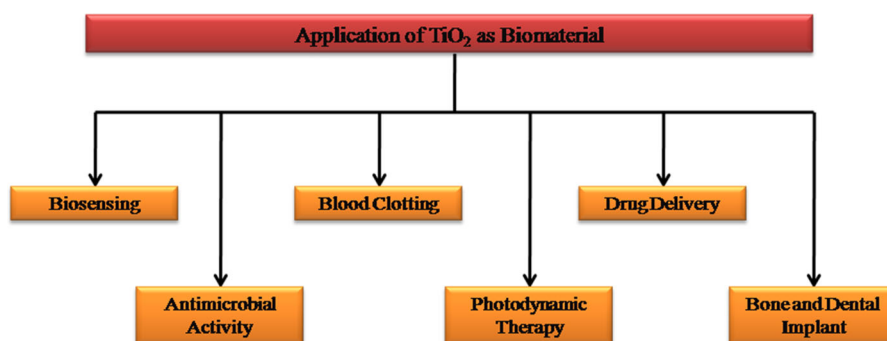 Application of TiO₂ as Biomaterial
Biosensing
Blood Clotting
Drug Delivery
Antimicrobial
Activity
Photodynamic
Therapy
Bone and Dental
Implant